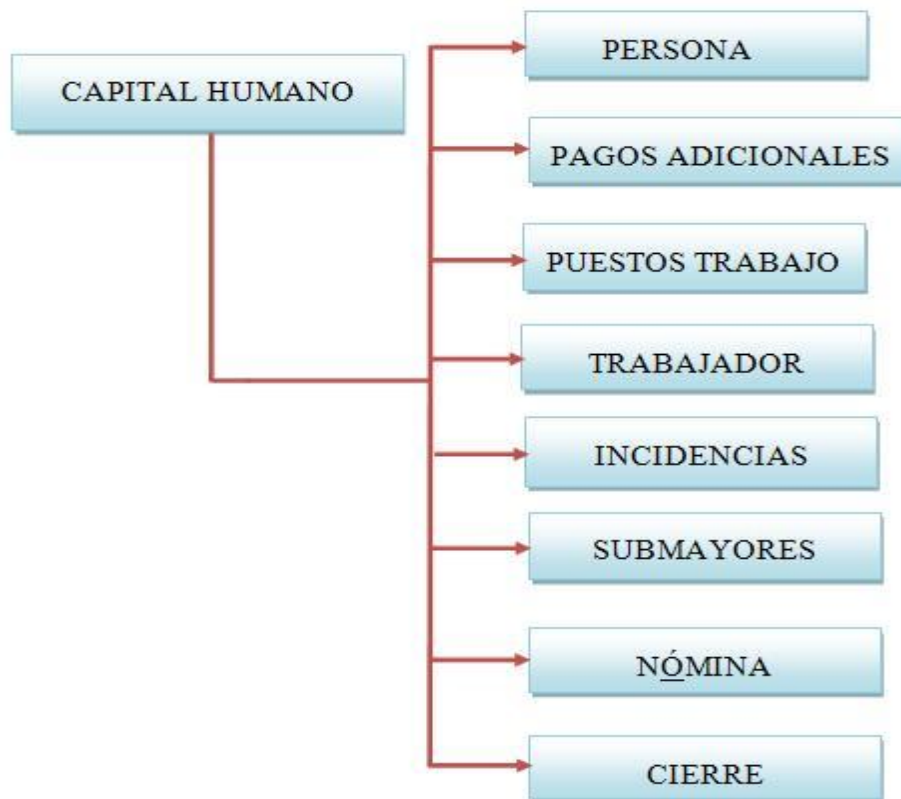 CAPITAL HUMANO
PERSONA
PAGOS ADICIONALES
PUESTOS TRABAJO
TRABAJADOR
INCIDENCIAS
SUBMAYORES
NÓMINA
CIERRE